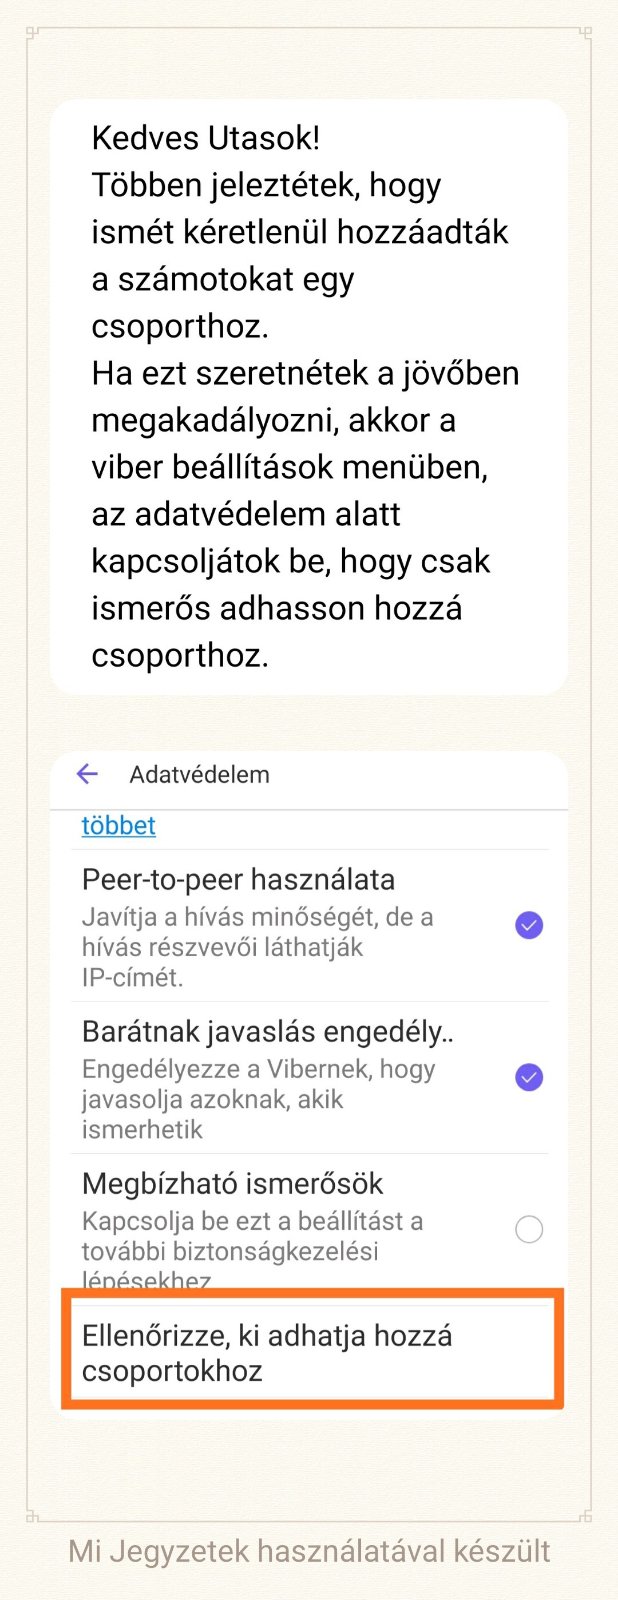 Kedves Utasok!
Többen jeleztétek, hogy
ismét kéretlenül hozzáadták
a számotokat egy
csoporthoz.
Ha ezt szeretnétek a jövőben
megakadályozni, akkor a
viber beállítások menüben,
az adatvédelem alatt
kapcsoljátok be, hogy csak
ismerős adhasson hozzá
csoporthoz.
Adatvédelem
többet
Peer-to-peer használata
Javítja a hívás minőségét, de a
hívás részvevői láthatják
IP-címét.
Barátnak javaslás engedély..
Engedélyezze a Vibernek, hogy
javasolja azoknak, akik
ismerhetik
Megbízható ismerősök
Kapcsolja be ezt a beállítást a
további biztonságkezelési
lépésekhez
Ellenőrizze, ki adhatja hozzá
csoportokhoz
Mi Jegyzetek használatával készült